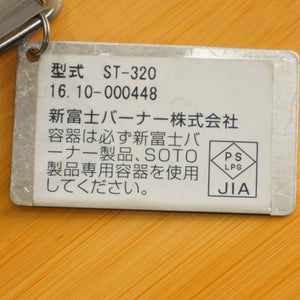 型式 ST-320
16.10-000448
新富士バーナー株式会社
容器は必ず新富士バ
ーナー製品、SOTO
製品専用容器を使用
してください。
PS
LPG
JIA